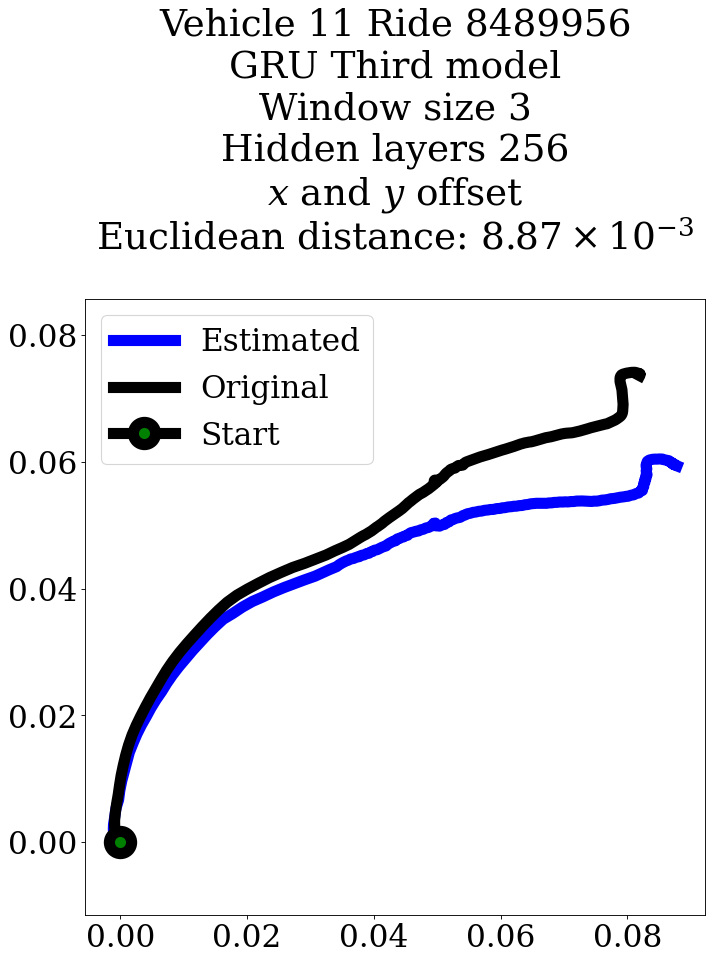 Vehicle 11 Ride 8489956
GRU Third model
Window size 3
Hidden layers 256
x and y offset
Euclidean distance: 8.87 × 10⁻³
Estimated
Original
Start
0.08
0.06
0.04
0.02
0.00
0.00 0.02 0.04 0.06 0.08